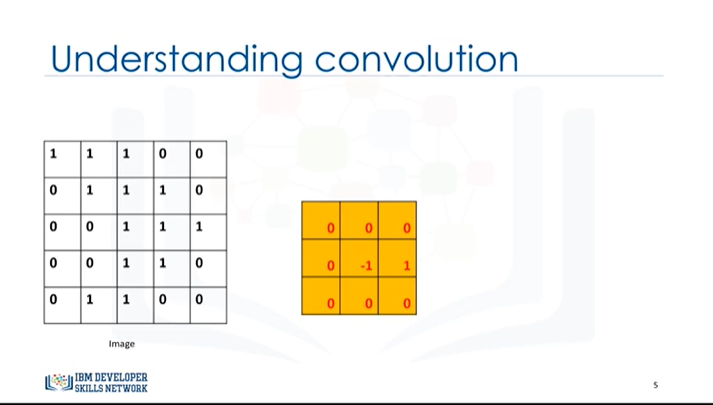 Understanding convolution
1 1 1 0 0
0 1 1 1 0
0 0 1 1 1
0 0 1 1 0
0 1 1 0 0
0 0 0
0 -1 1
0 0 0
Image
IBM DEVELOPER
SKILLS NETWORK
5